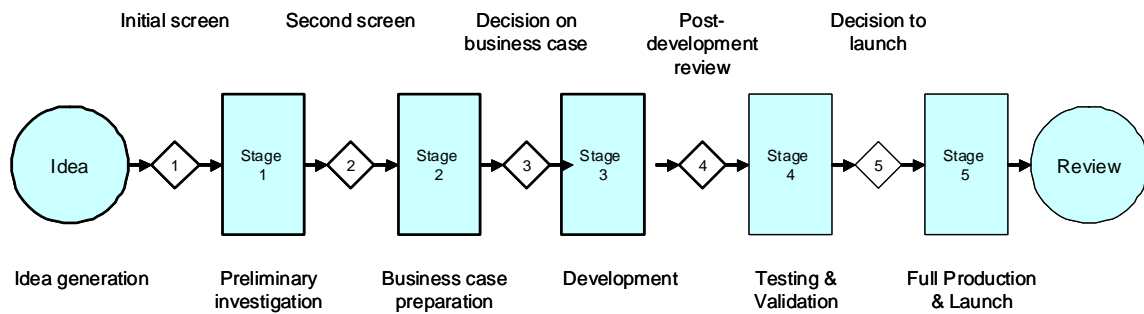 Initial screen
Second screen
Decision on
business case
Post-
development
review
Decision to
launch
Idea
1
Stage
1
2
Stage
2
3
Stage
3
4
Stage
4
5
Stage
5
Review
Idea generation
Preliminary
investigation
Business case
preparation
Development
Testing &
Validation
Full Production
& Launch